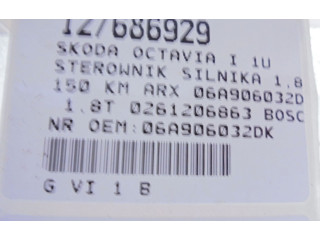 127686929
SKODA OCTAVIA I 1U
STEROWNIK SILNIKA 1.8
150 KM ARX 06A906032D
1.8T 0261206863 BOSC
NR OEM:06A906032DK
G VI 1 B